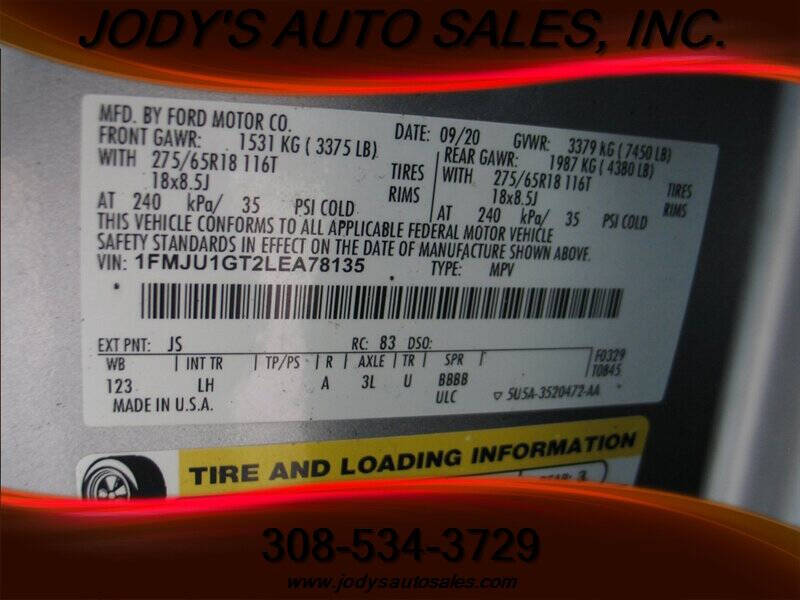 JODY'S AUTO SALES, INC.
MFD. BY FORD MOTOR CO.
DATE: 09/20 GVWR: 3379 KG ( 7450 LB)
FRONT GAWR: 1531 KG ( 3375 LB)
REAR GAWR: 1987 KG ( 4380 LB)
WITH 275/65R18 116T TIRES
WITH 275/65R18 116T TIRES
18x8.5J RIMS
18x8.5J RIMS
AT 240 kPa/ 35 PSI COLD
AT 240 kPa/ 35 PSI COLD
THIS VEHICLE CONFORMS TO ALL APPLICABLE FEDERAL MOTOR VEHICLE
SAFETY STANDARDS IN EFFECT ON THE DATE OF MANUFACTURE SHOWN ABOVE.
VIN: 1FMJU1GT2LEA78135 TYPE: MPV
EXT PNT: JS RC: 83 DSO:
F0329
WB INT TR TP/PS R AXLE TR SPR
T0845
123 LH A 3L U BBBB
ULC
5U5A-3520472-AA
MADE IN U.S.A.
TIRE AND LOADING INFORMATION
308-534-3729
www.jodysautosales.com